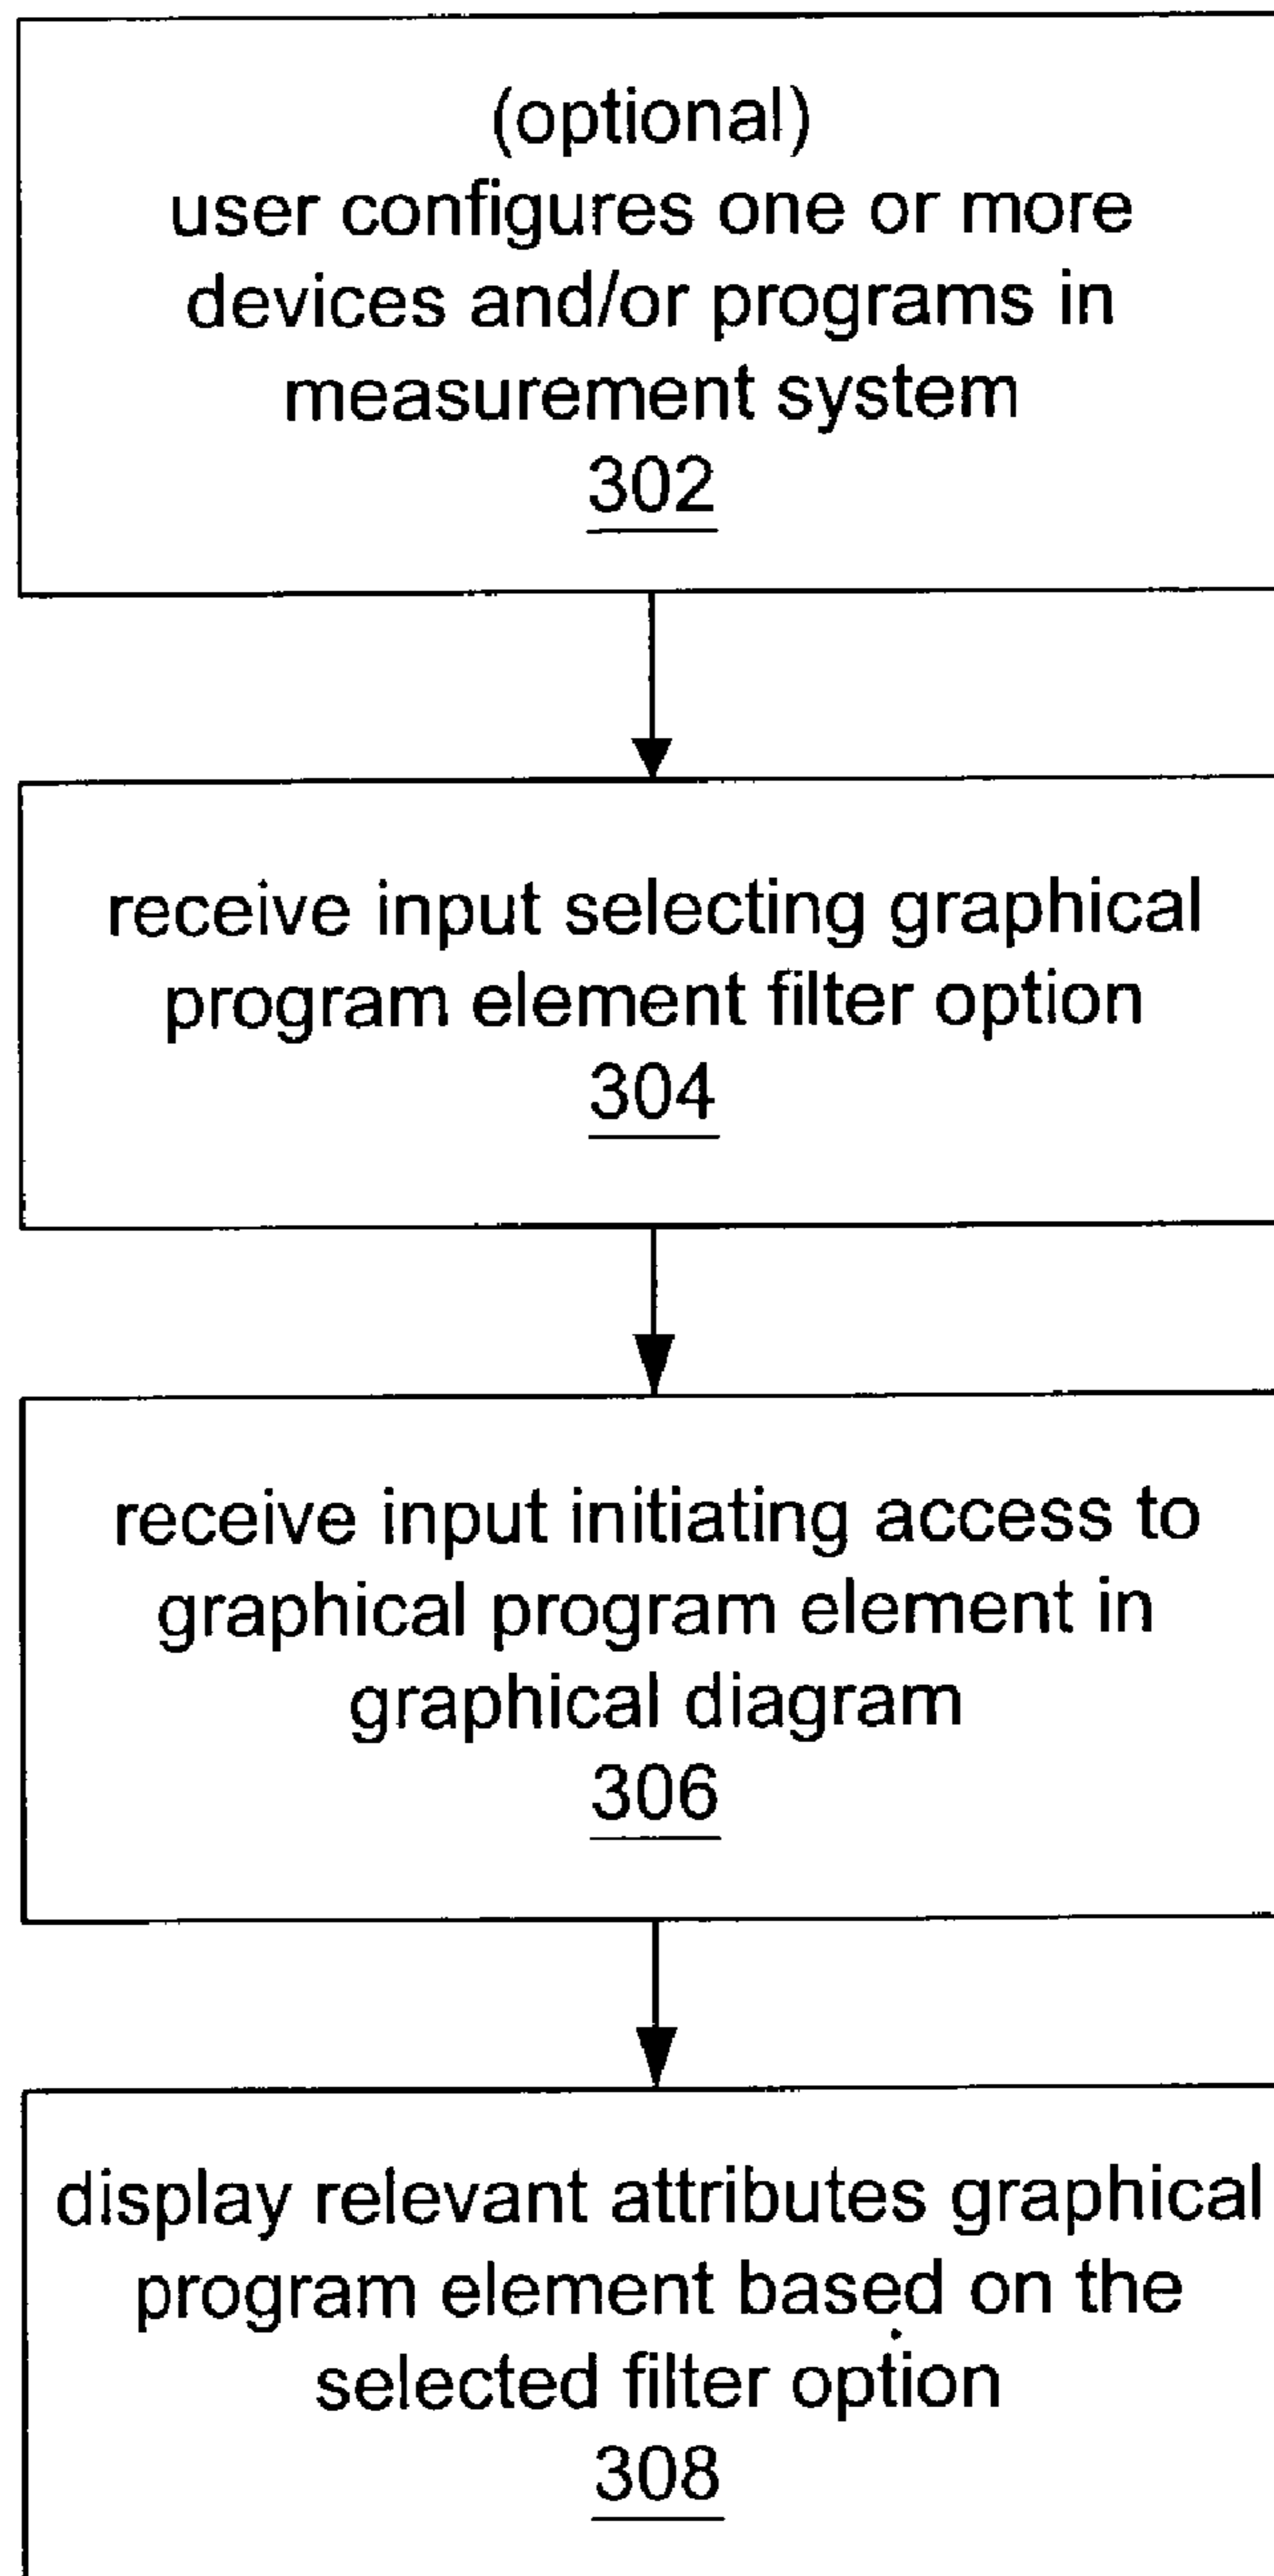 (optional)
user configures one or more
devices and/or programs in
measurement system
302
receive input selecting graphical
program element filter option
304
receive input initiating access to
graphical program element in
graphical diagram
306
display relevant attributes graphical
program element based on the
selected filter option
308